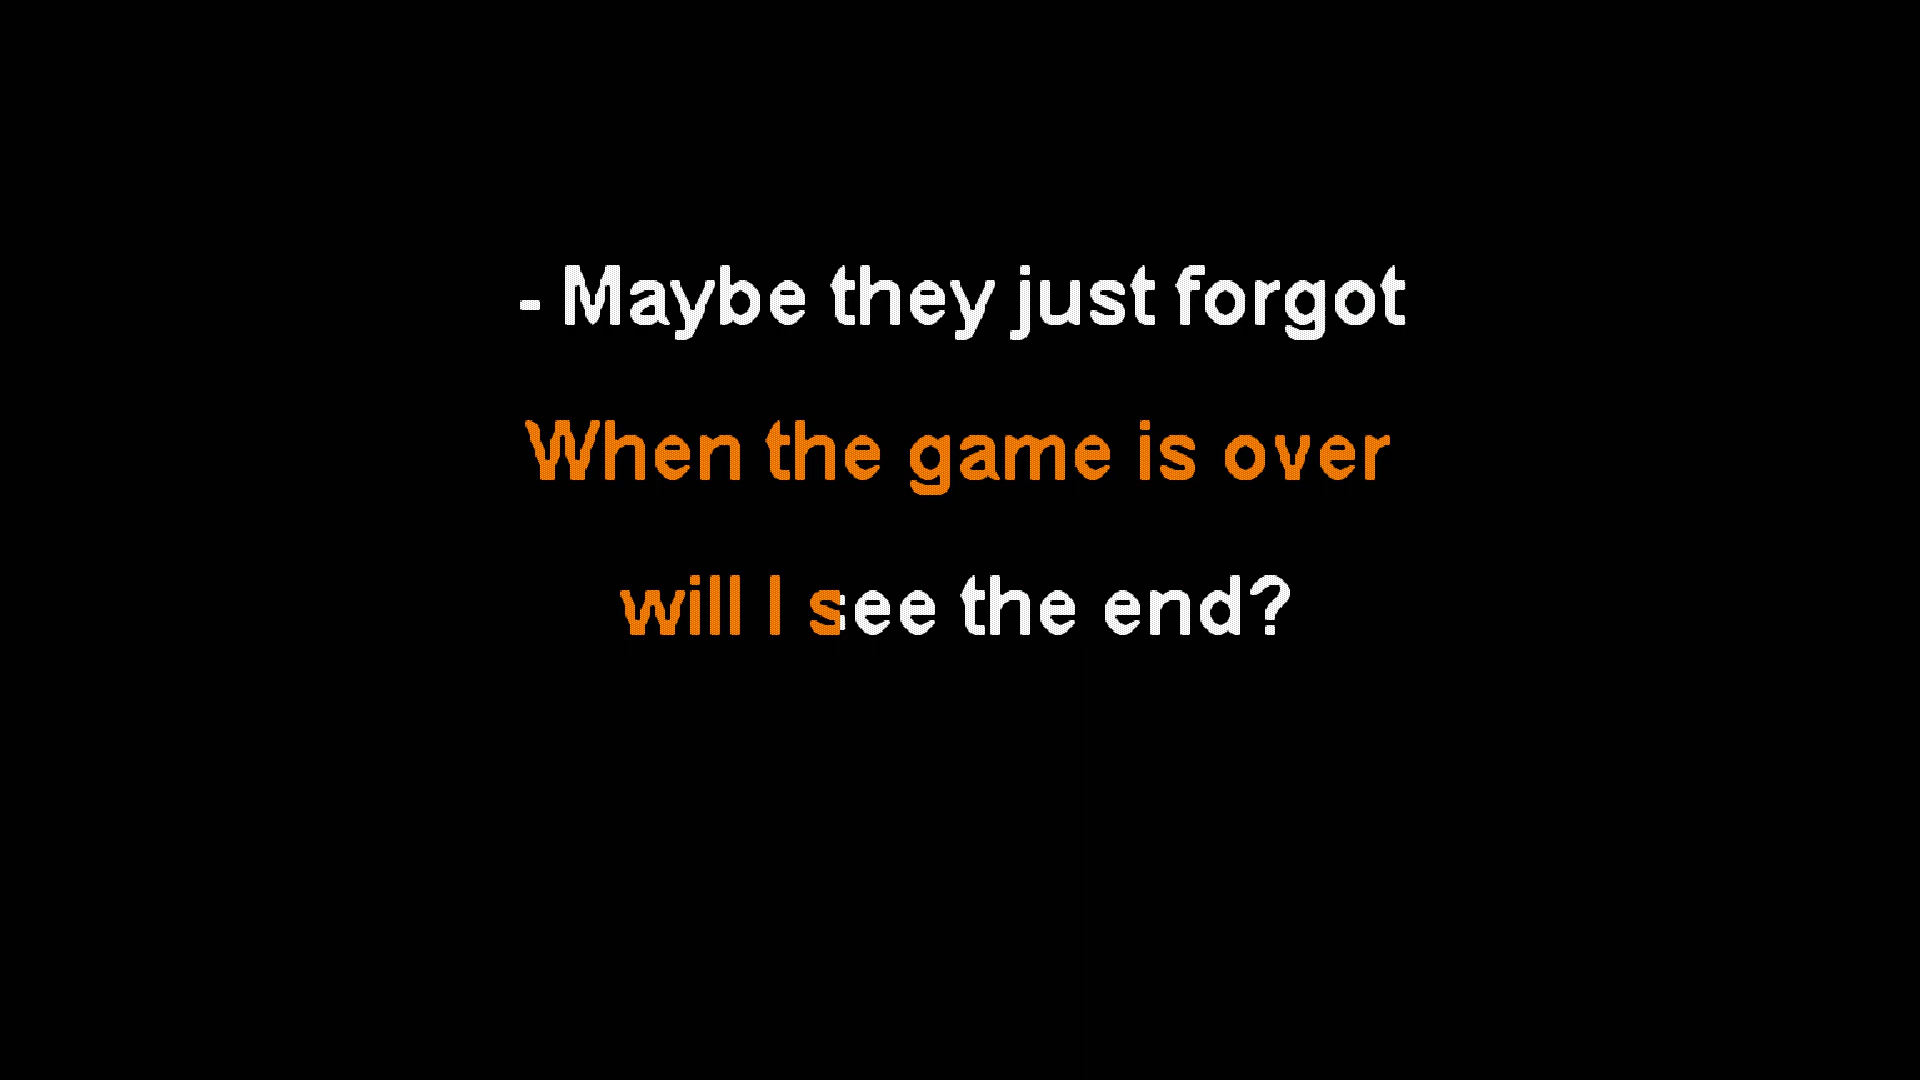 - Maybe they just forgot
When the game is over
will I see the end?